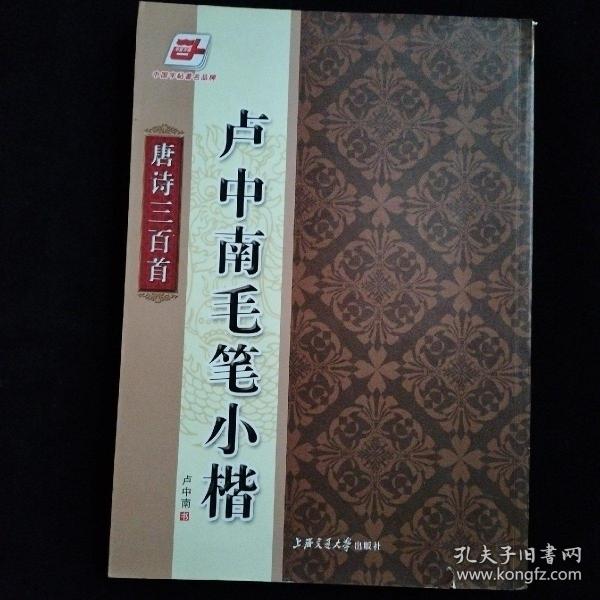 中国字帖著名品牌
唐诗三百首
卢中南毛笔小楷
卢中南 书
上海交通大学出版社
孔夫子旧书网
www.kongfz.com